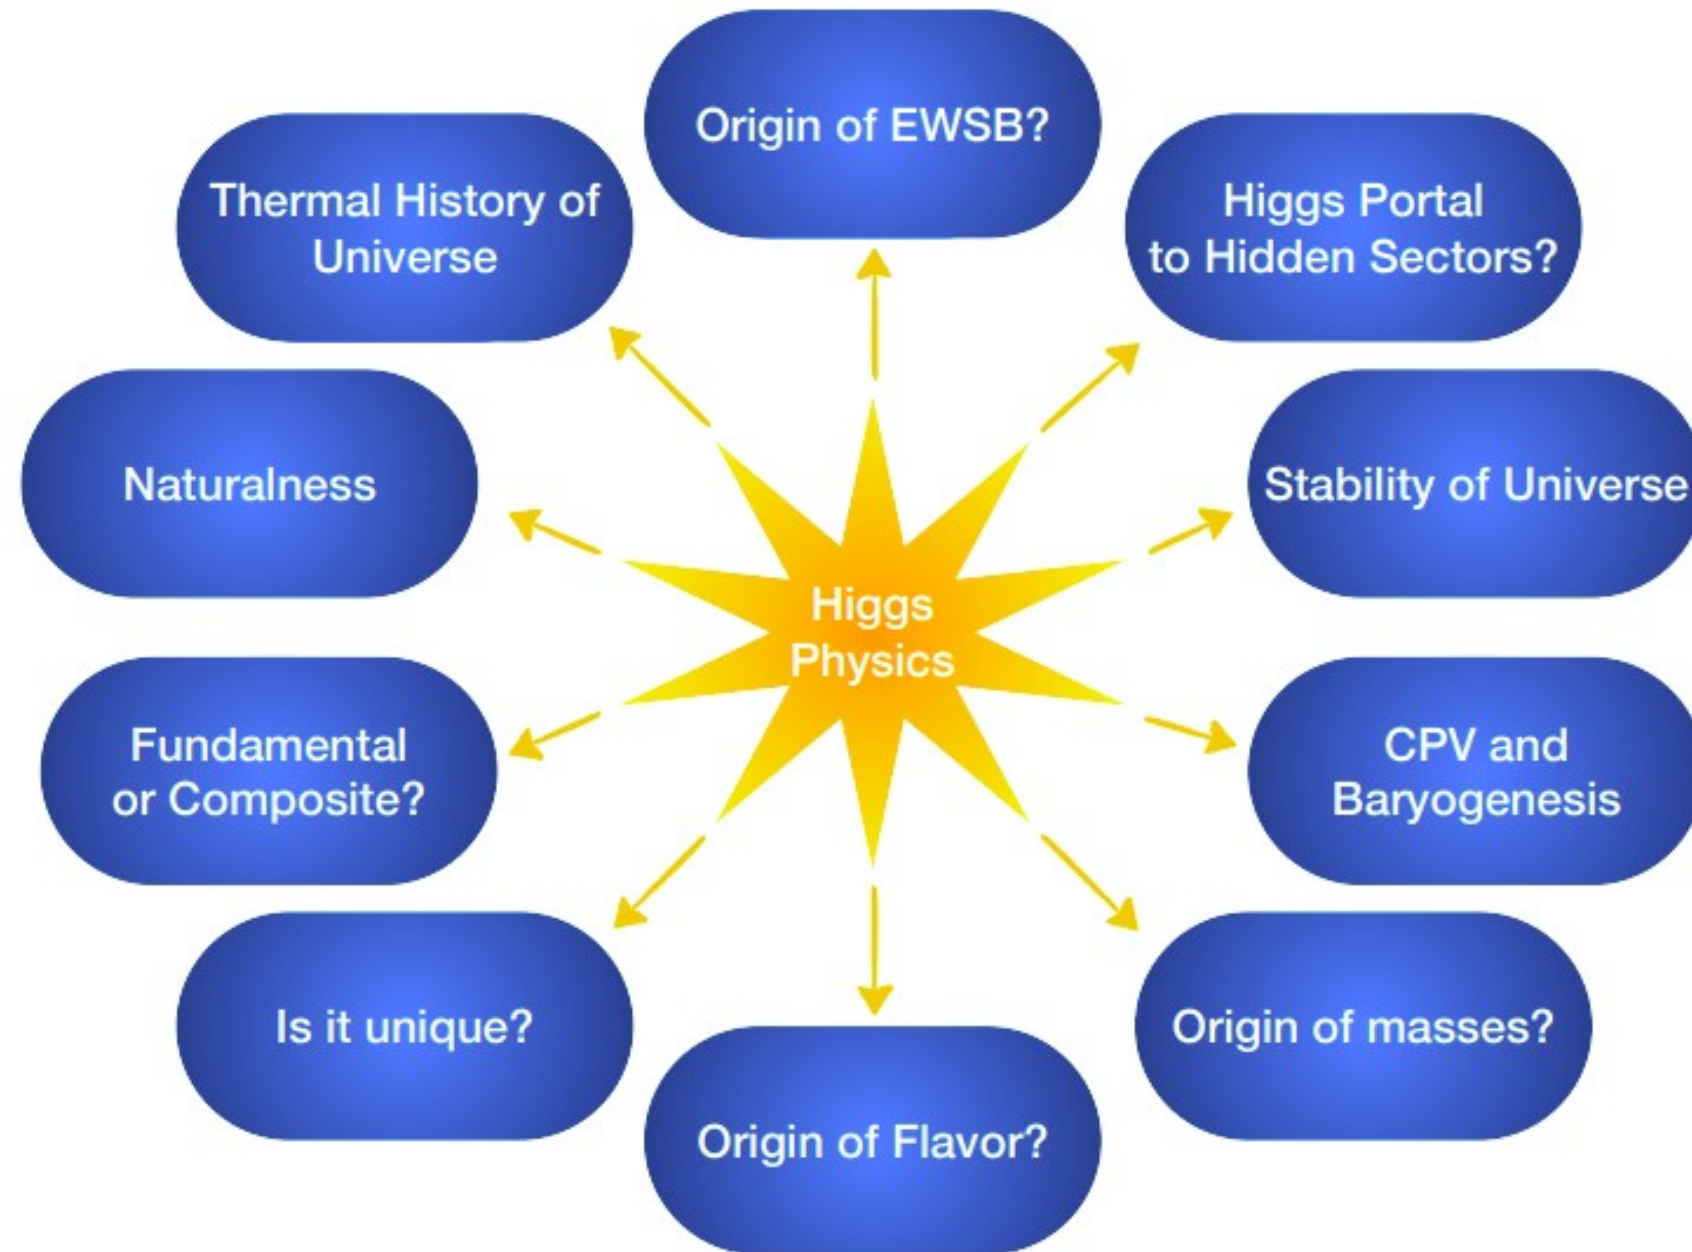 Origin of EWSB?
Thermal History of
Universe
Higgs Portal
to Hidden Sectors?
Naturalness
Stability of Universe
Higgs
Physics
Fundamental
or Composite?
CPV and
Baryogenesis
Is it unique?
Origin of masses?
Origin of Flavor?